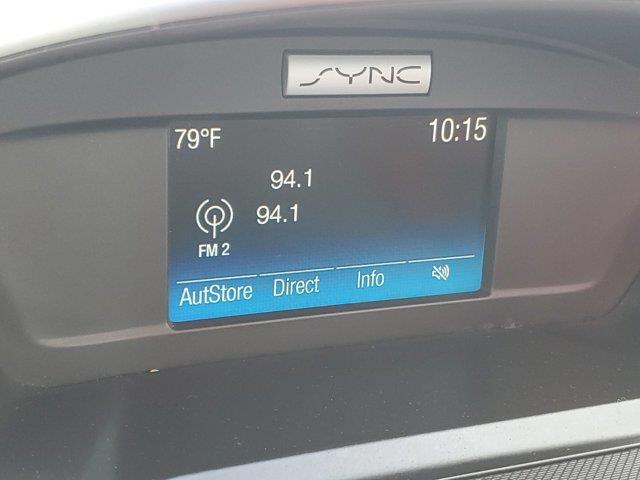 SYNC
79°F 10:15
94.1
94.1
FM 2
AutStore Direct Info